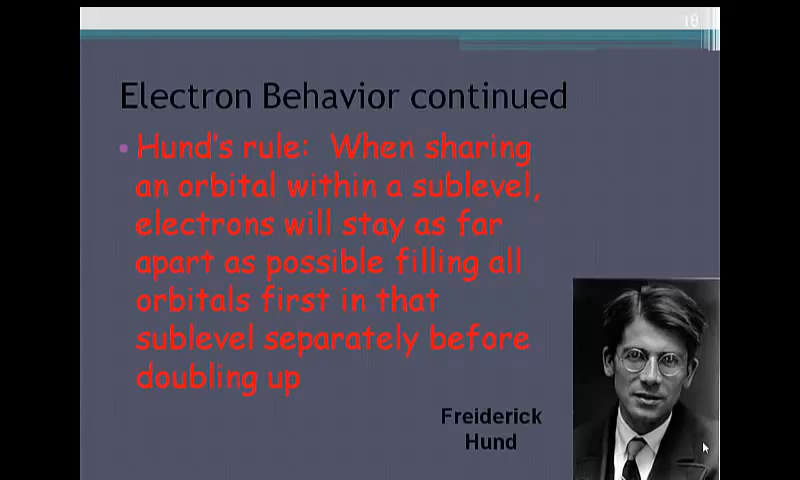 18
Electron Behavior continued
• Hund's rule: When sharing
an orbital within a sublevel,
electrons will stay as far
apart as possible filling all
orbitals first in that
sublevel separately before
doubling up
Freiderick
Hund